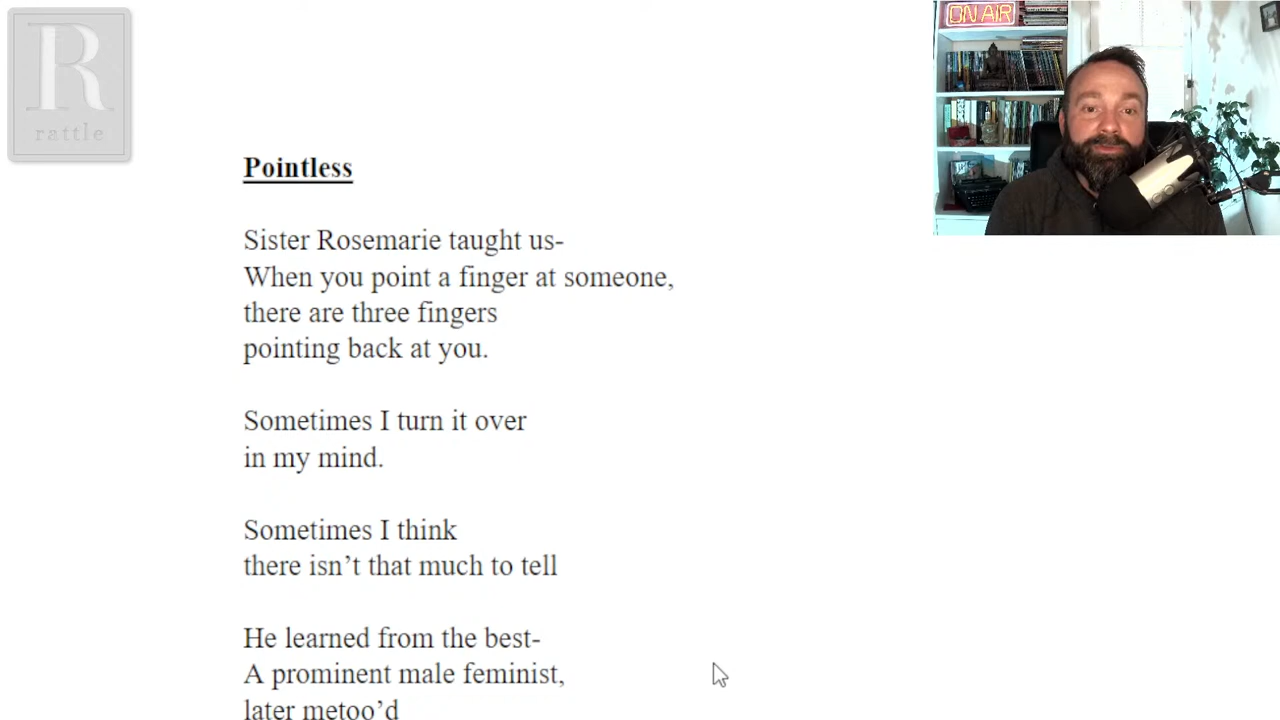 R
rattle
ON AIR
Pointless
Sister Rosemarie taught us-
When you point a finger at someone,
there are three fingers
pointing back at you.
Sometimes I turn it over
in my mind.
Sometimes I think
there isn’t that much to tell
He learned from the best-
A prominent male feminist,
later metoo’d